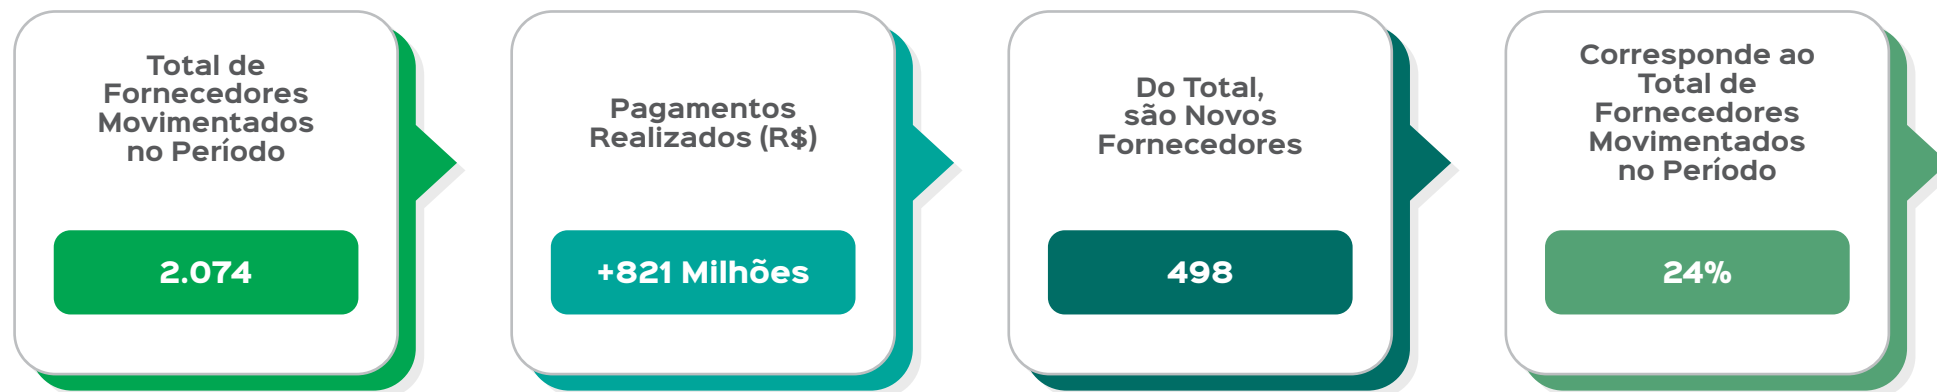 Total de
Fornecedores
Movimentados
no Período
2.074
Pagamentos
Realizados (R$)
+821 Milhões
Do Total,
são Novos
Fornecedores
498
Corresponde ao
Total de
Fornecedores
Movimentados
no Período
24%